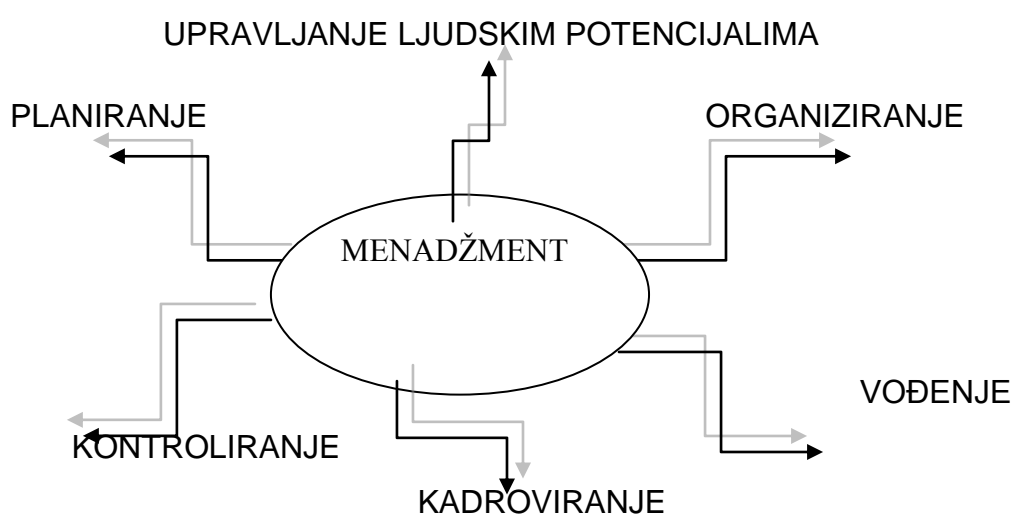 UPRAVLJANJE LJUDSKIM POTENCIJALIMA
PLANIRANJE
ORGANIZIRANJE
MENADŽMENT
VOĐENJE
KONTROLIRANJE
KADROVIRANJE